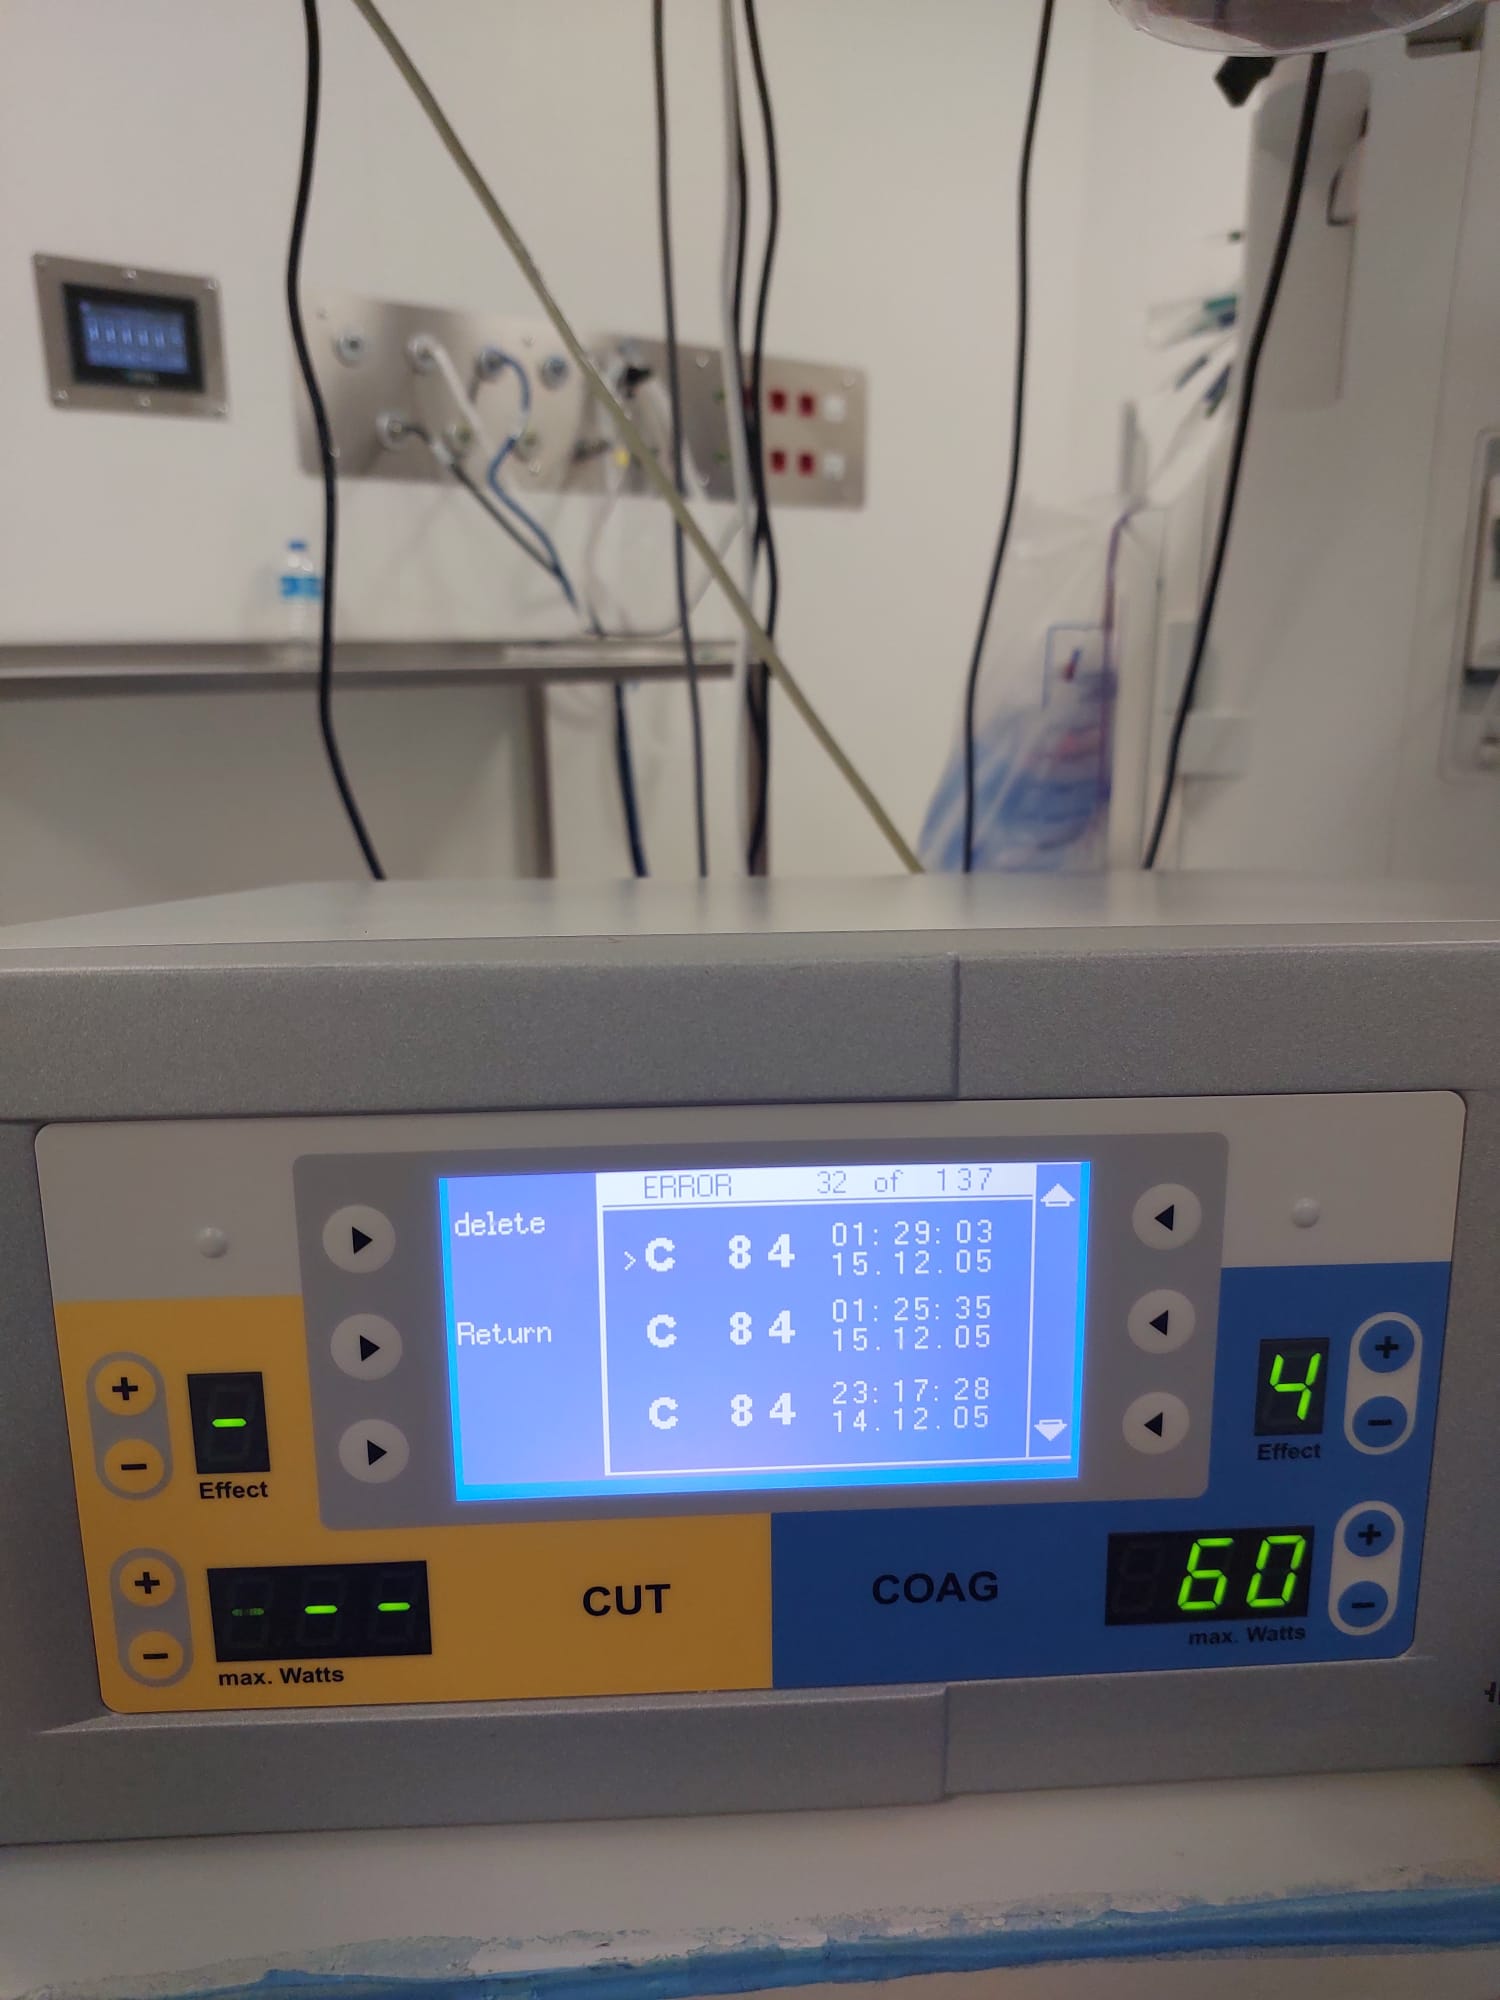 ERROR 32 of 137
delete
>C 84 01:29:03
15.12.05
C 84 01:25:35
15.12.05
Return
C 84 23:17:28
14.12.05
+
-
-
Effect
4
+
-
Effect
+
-
- - -
max. Watts
CUT
COAG
60
+
-
max. Watts